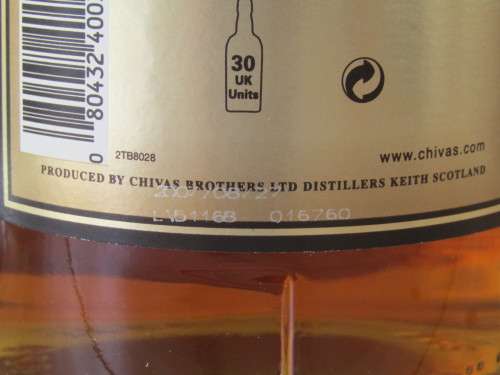 0 80432 400
30
UK
Units
2TB8028
www.chivas.com
PRODUCED BY CHIVAS BROTHERS LTD DISTILLERS KEITH SCOTLAND
016760